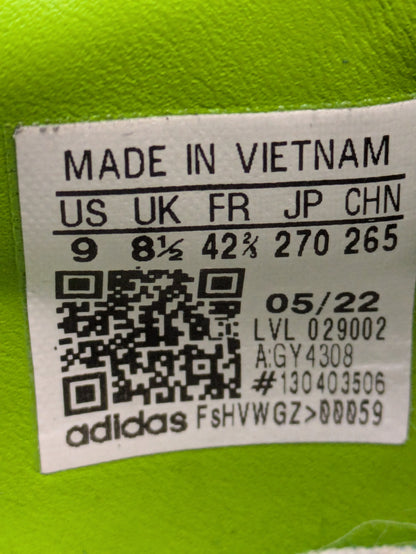 MADE IN VIETNAM
US UK FR JP CHN
9 8½ 42⅔ 270 265
05/22
LVL 029002
A:GY4308
#130403506
adidas FsHVWGZ>00059